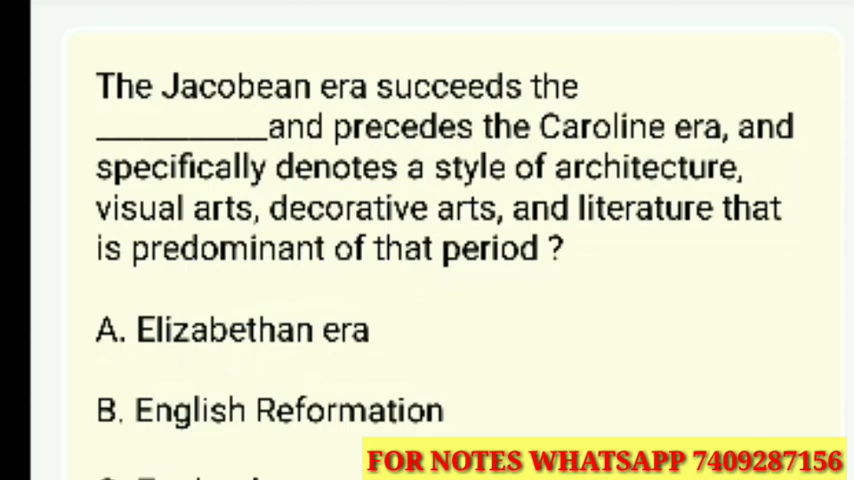 The Jacobean era succeeds the
__________and precedes the Caroline era, and
specifically denotes a style of architecture,
visual arts, decorative arts, and literature that
is predominant of that period ?
A. Elizabethan era
B. English Reformation
FOR NOTES WHATSAPP 7409287156